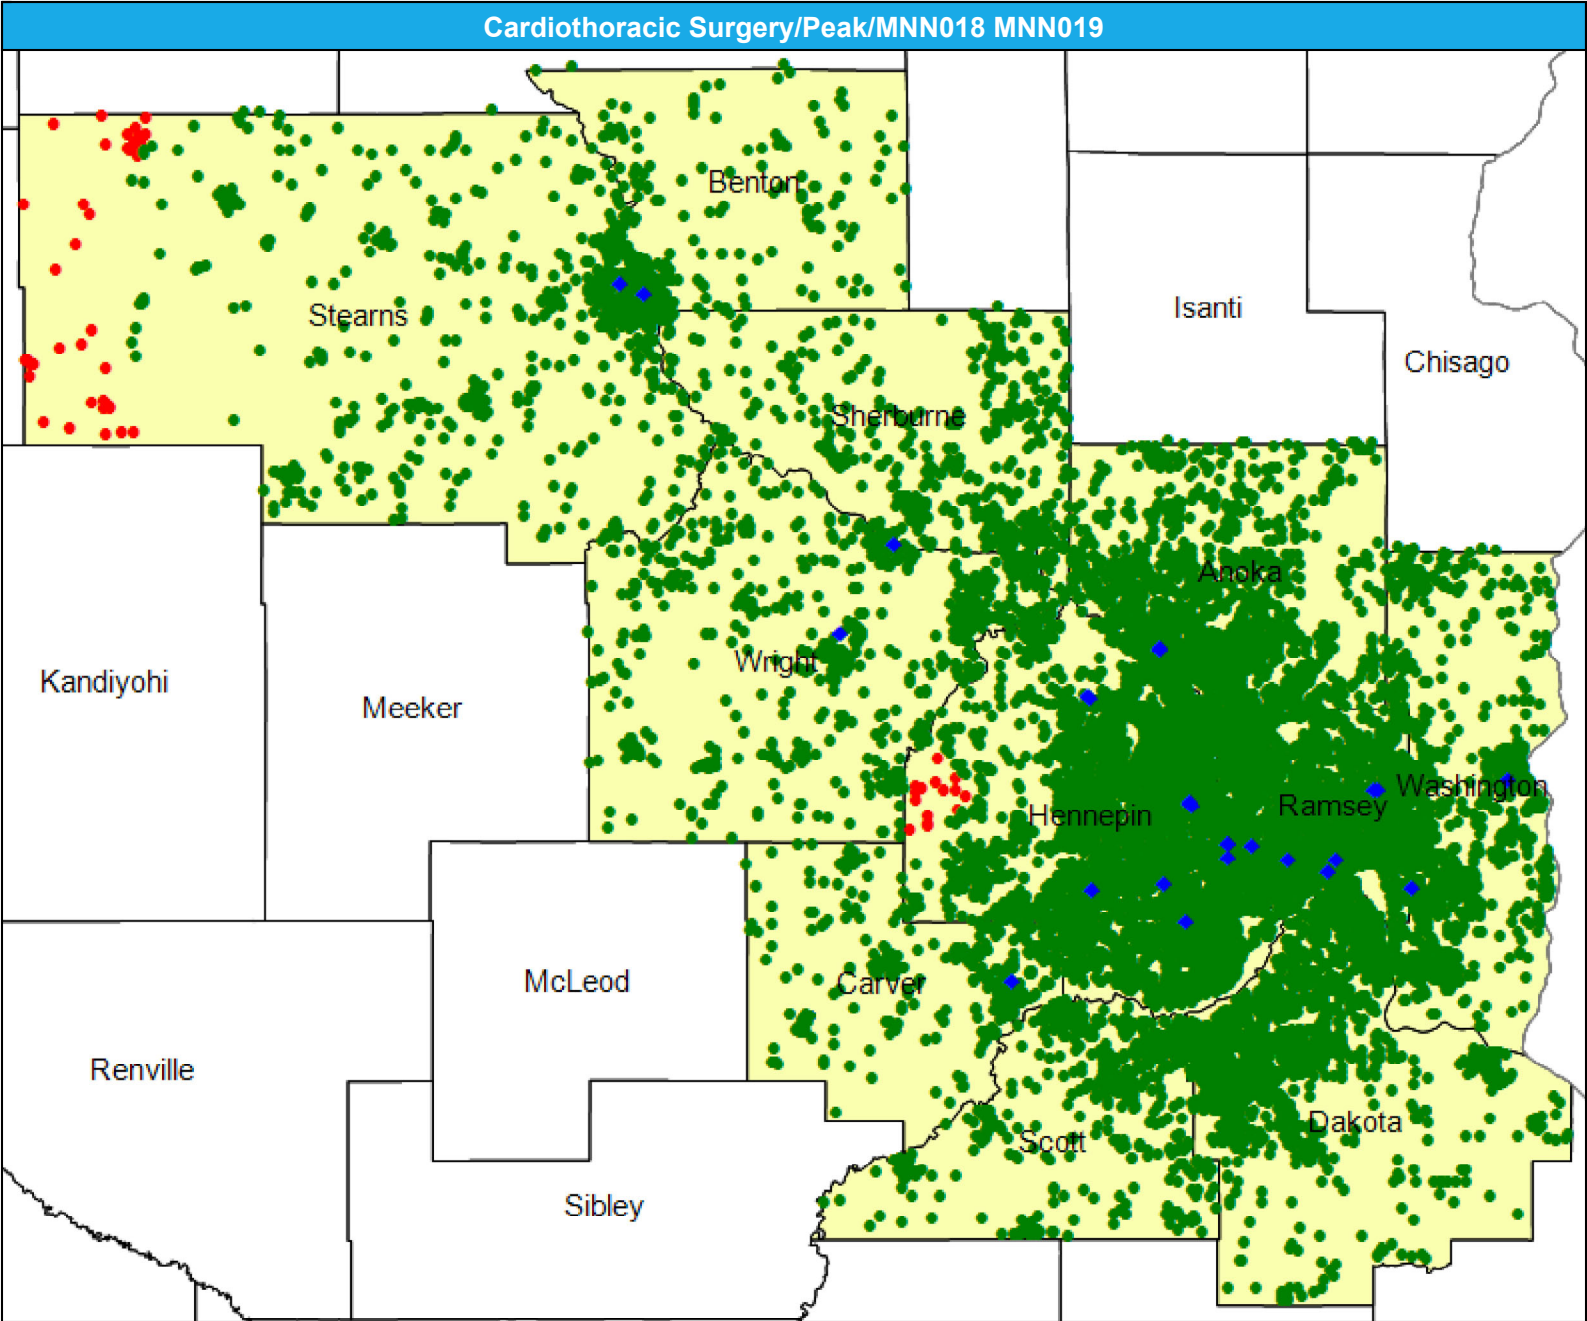 Cardiothoracic Surgery/Peak/MNN018 MNN019
Benton
Isanti
Stearns
Chisago
Sherburne
Anoka
Wright
Kandiyohi
Meeker
Washington
Ramsey
Hennepin
McLeod
Carver
Renville
Dakota
Scott
Sibley